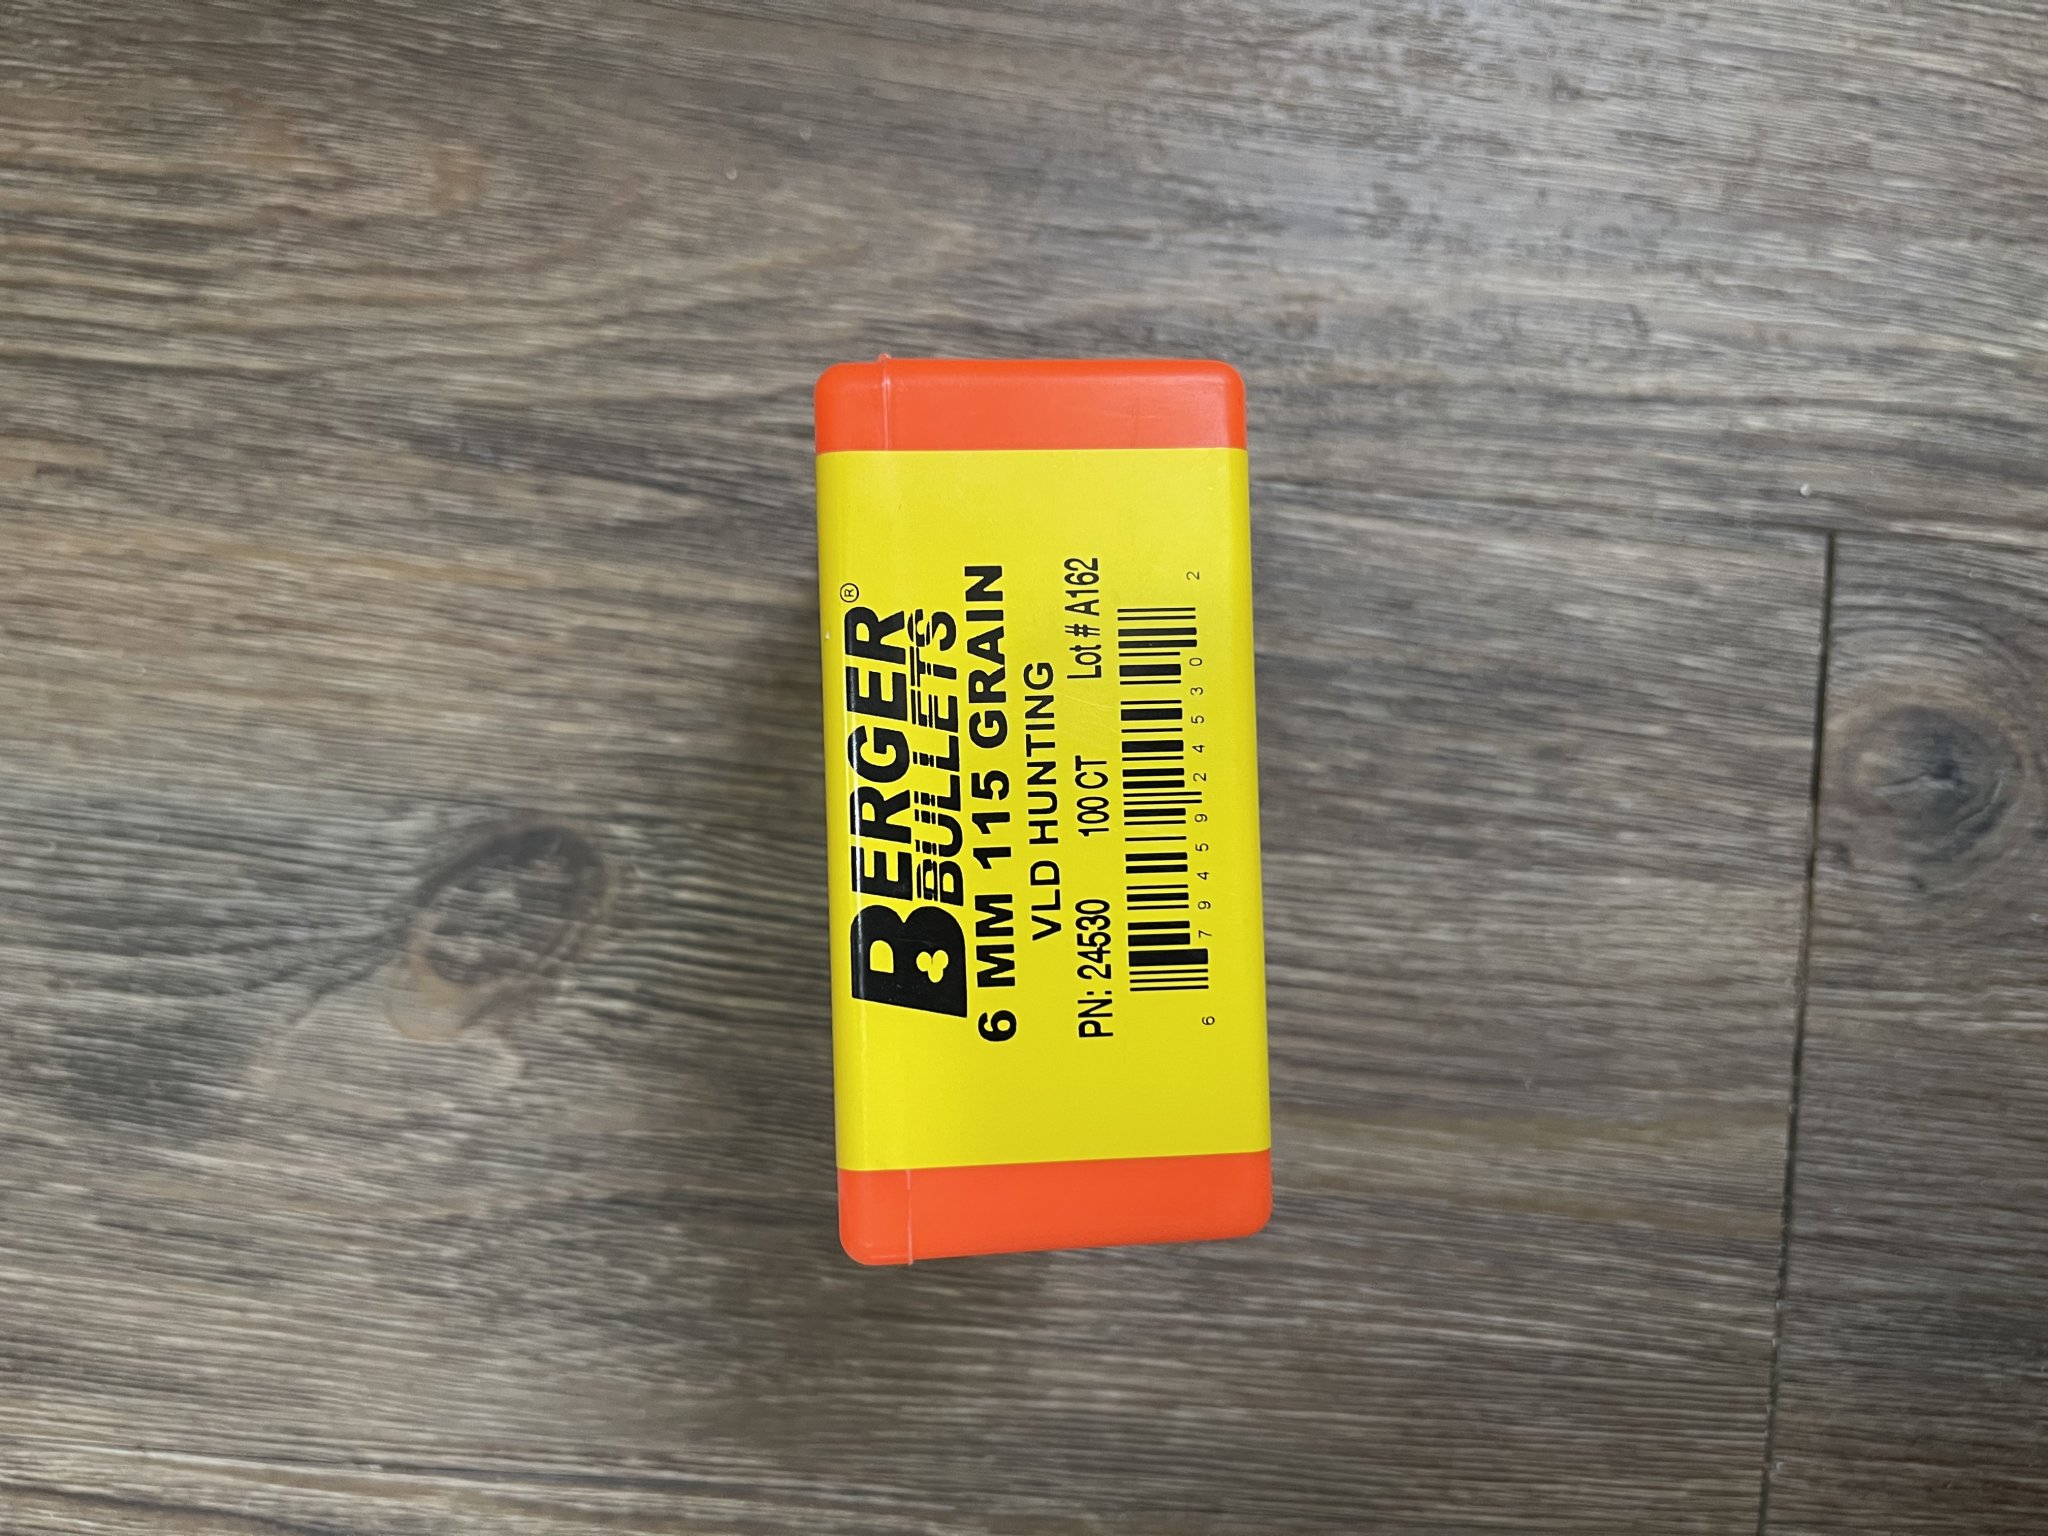 BERGER®
BULLETS
6 MM 115 GRAIN
VLD HUNTING
PN: 24530 100 CT Lot # A162
6 79459 24530 2